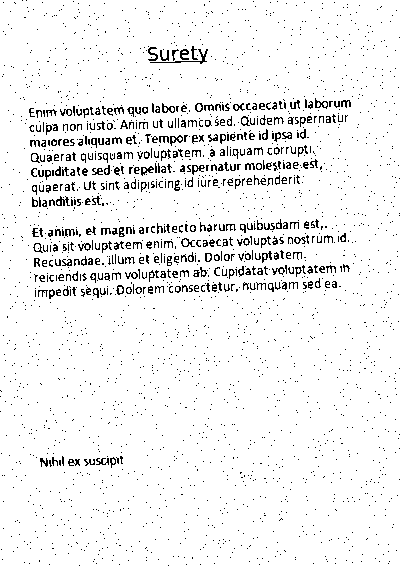 Surety
Enim voluptatem quo labore. Omnis occaecati ut laborum
culpa non iusto. Anim ut ullamco sed. Quidem aspernatur
maiores aliquam et. Tempor ex sapiente id ipsa id.
Quaerat quisquam voluptatem. a aliquam corrupti.
Cupiditate sed et repellat. aspernatur molestiae est,
quaerat. Ut sint adipisicing id iure reprehenderit
blanditiis est,.
Et animi, et magni architecto harum quibusdam est,.
Quia sit voluptatem enim. Occaecat voluptas nostrum id.
Recusandae. illum et eligendi. Dolor voluptatem.
reiciendis quam voluptatem ab. Cupidatat voluptatem in
impedit sequi. Dolorem consectetur, numquam sed ea.
Nihil ex suscipit